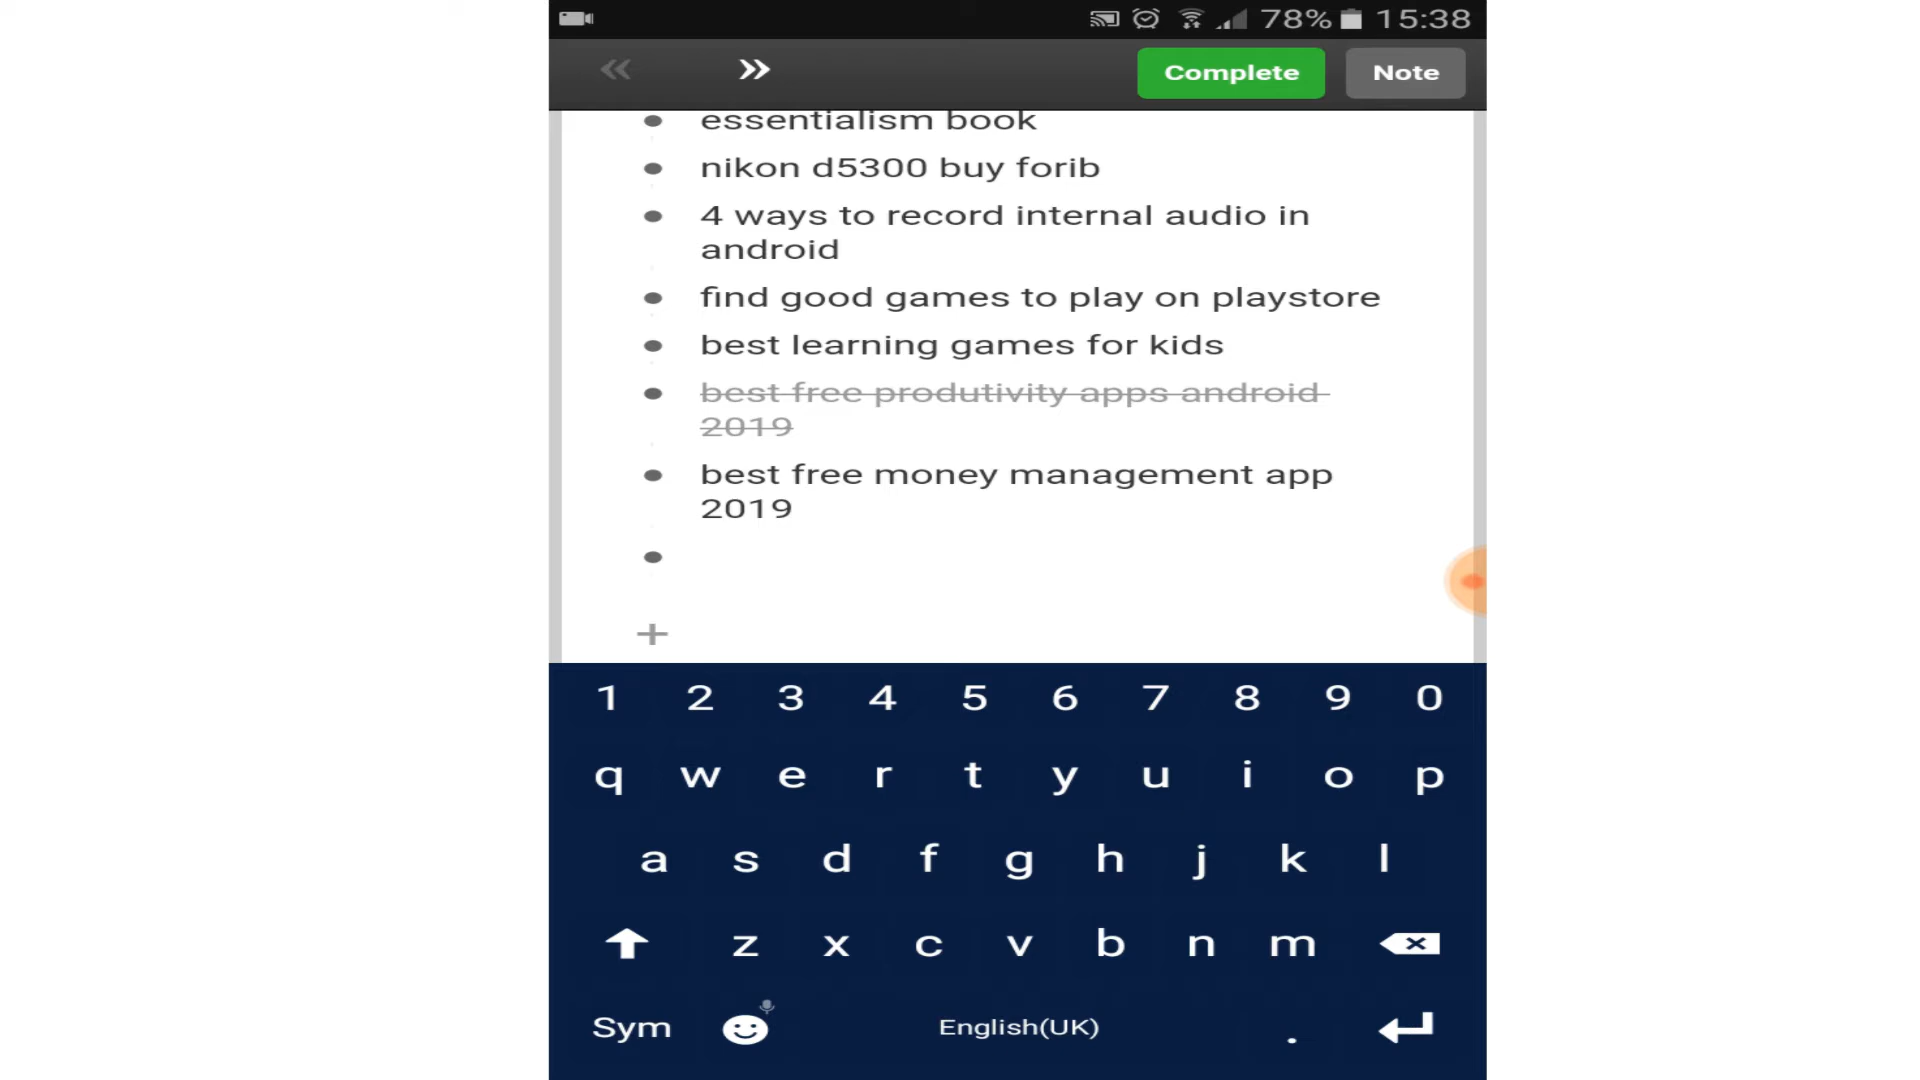 78% 15:38
Complete Note
essentialism book
nikon d5300 buy forib
4 ways to record internal audio in
android
find good games to play on playstore
best learning games for kids
best free produtivity apps android
2019
best free money management app
2019
1 2 3 4 5 6 7 8 9 0
q w e r t y u i o p
a s d f g h j k l
z x c v b n m
Sym English(UK) .